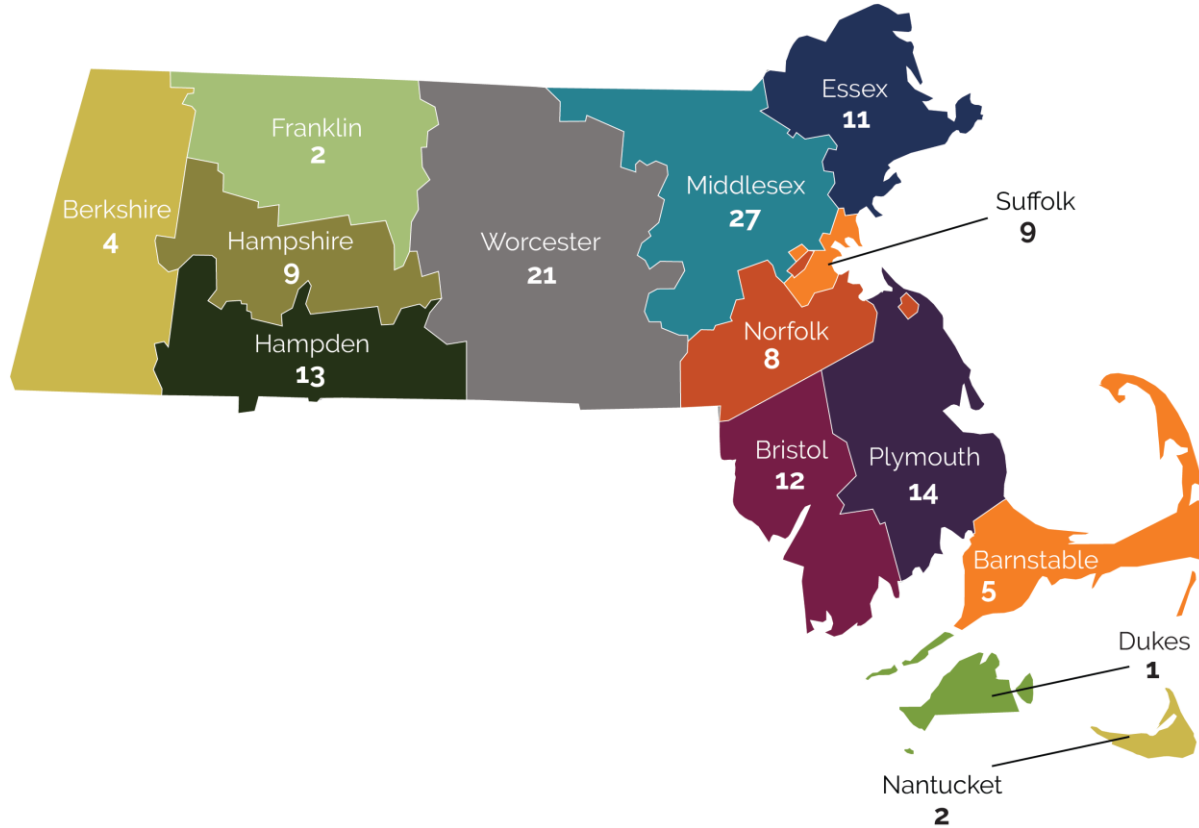 Essex
11
Franklin
2
Middlesex
27
Suffolk
9
Berkshire
4
Hampshire
9
Worcester
21
Norfolk
8
Hampden
13
Bristol
12
Plymouth
14
Barnstable
5
Dukes
1
Nantucket
2